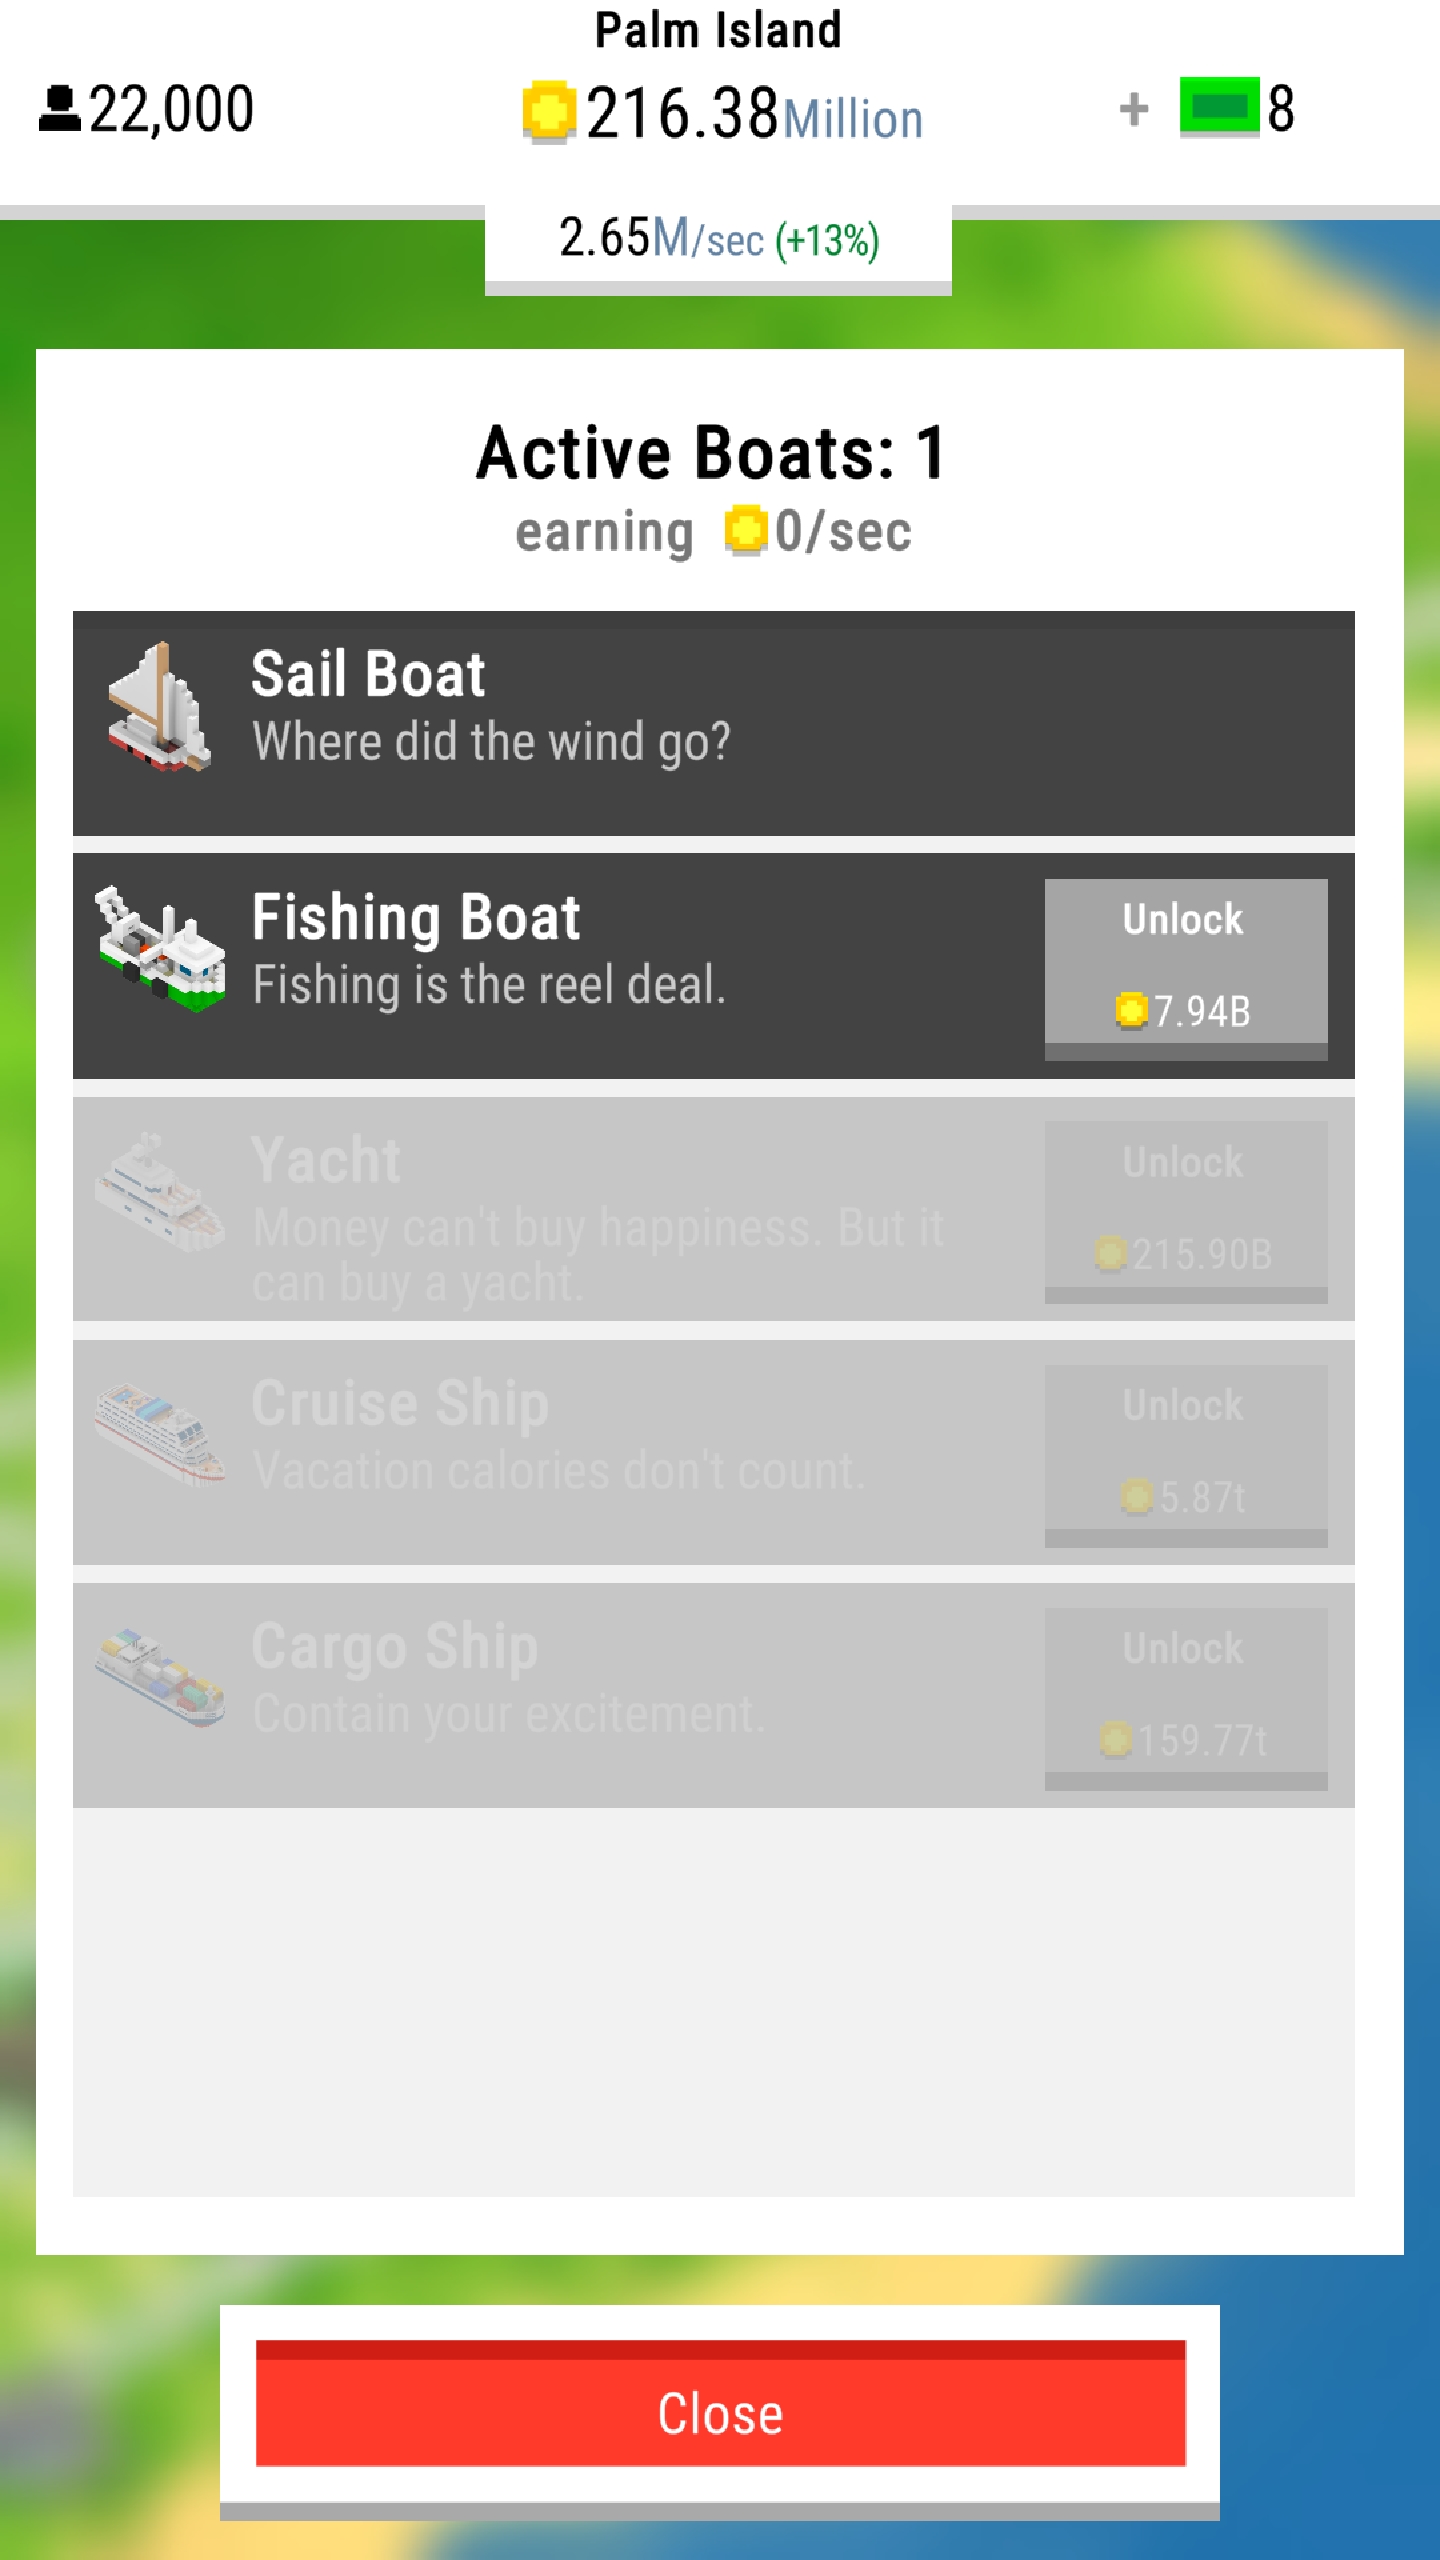 Palm Island
22,000
216.38Million
+ 8
2.65M/sec (+13%)
Active Boats: 1
earning 0/sec
Sail Boat
Where did the wind go?
Fishing Boat
Fishing is the reel deal.
Unlock
7.94B
Yacht
Money can't buy happiness. But it
can buy a yacht.
Unlock
215.90B
Cruise Ship
Vacation calories don't count.
Unlock
5.87t
Cargo Ship
Contain your excitement.
Unlock
159.77t
Close